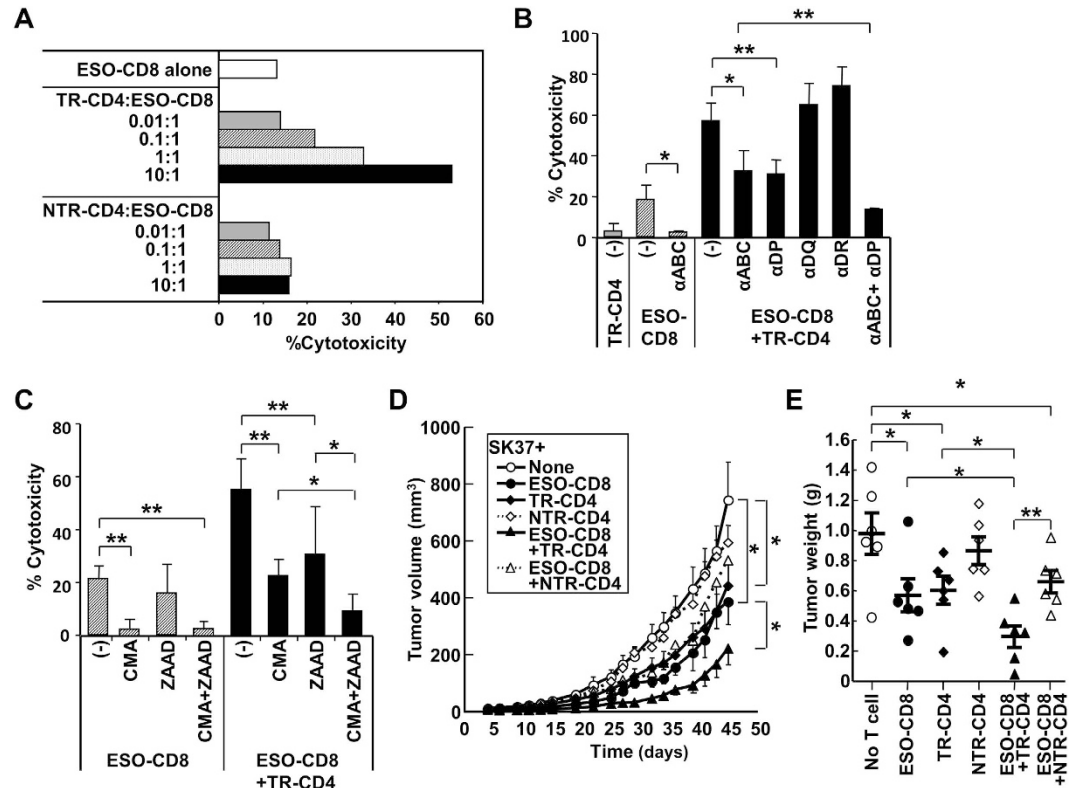 A
ESO-CD8 alone
TR-CD4:ESO-CD8
0.01:1
0.1:1
1:1
10:1
NTR-CD4:ESO-CD8
0.01:1
0.1:1
1:1
10:1
0 10 20 30 40 50 60
%Cytotoxicity
B
100
80
60
40
20
0
% Cytotoxicity
*
*
**
**
(-)
(-)
αABC
(-)
αABC
αDP
αDQ
αDR
αABC+ αDP
TR-CD4
ESO-
CD8
ESO-CD8
+TR-CD4
C
80
60
40
20
0
% Cytotoxicity
**
**
**
**
*
*
(-)
CMA
ZAAD
CMA+ZAAD
(-)
CMA
ZAAD
CMA+ZAAD
ESO-CD8
ESO-CD8
+TR-CD4
D
1000
800
600
400
200
0
Tumor volume (mm³)
SK37+
None
ESO-CD8
TR-CD4
NTR-CD4
ESO-CD8
+TR-CD4
ESO-CD8
+NTR-CD4
*
*
*
0 5 10 15 20 25 30 35 40 45 50
Time (days)
E
*
*
*
*
*
**
1.6
1.4
1.2
1.0
0.8
0.6
0.4
0.2
0.0
Tumor weight (g)
No T cell
ESO-CD8
TR-CD4
NTR-CD4
ESO-CD8
+TR-CD4
ESO-CD8
+NTR-CD4